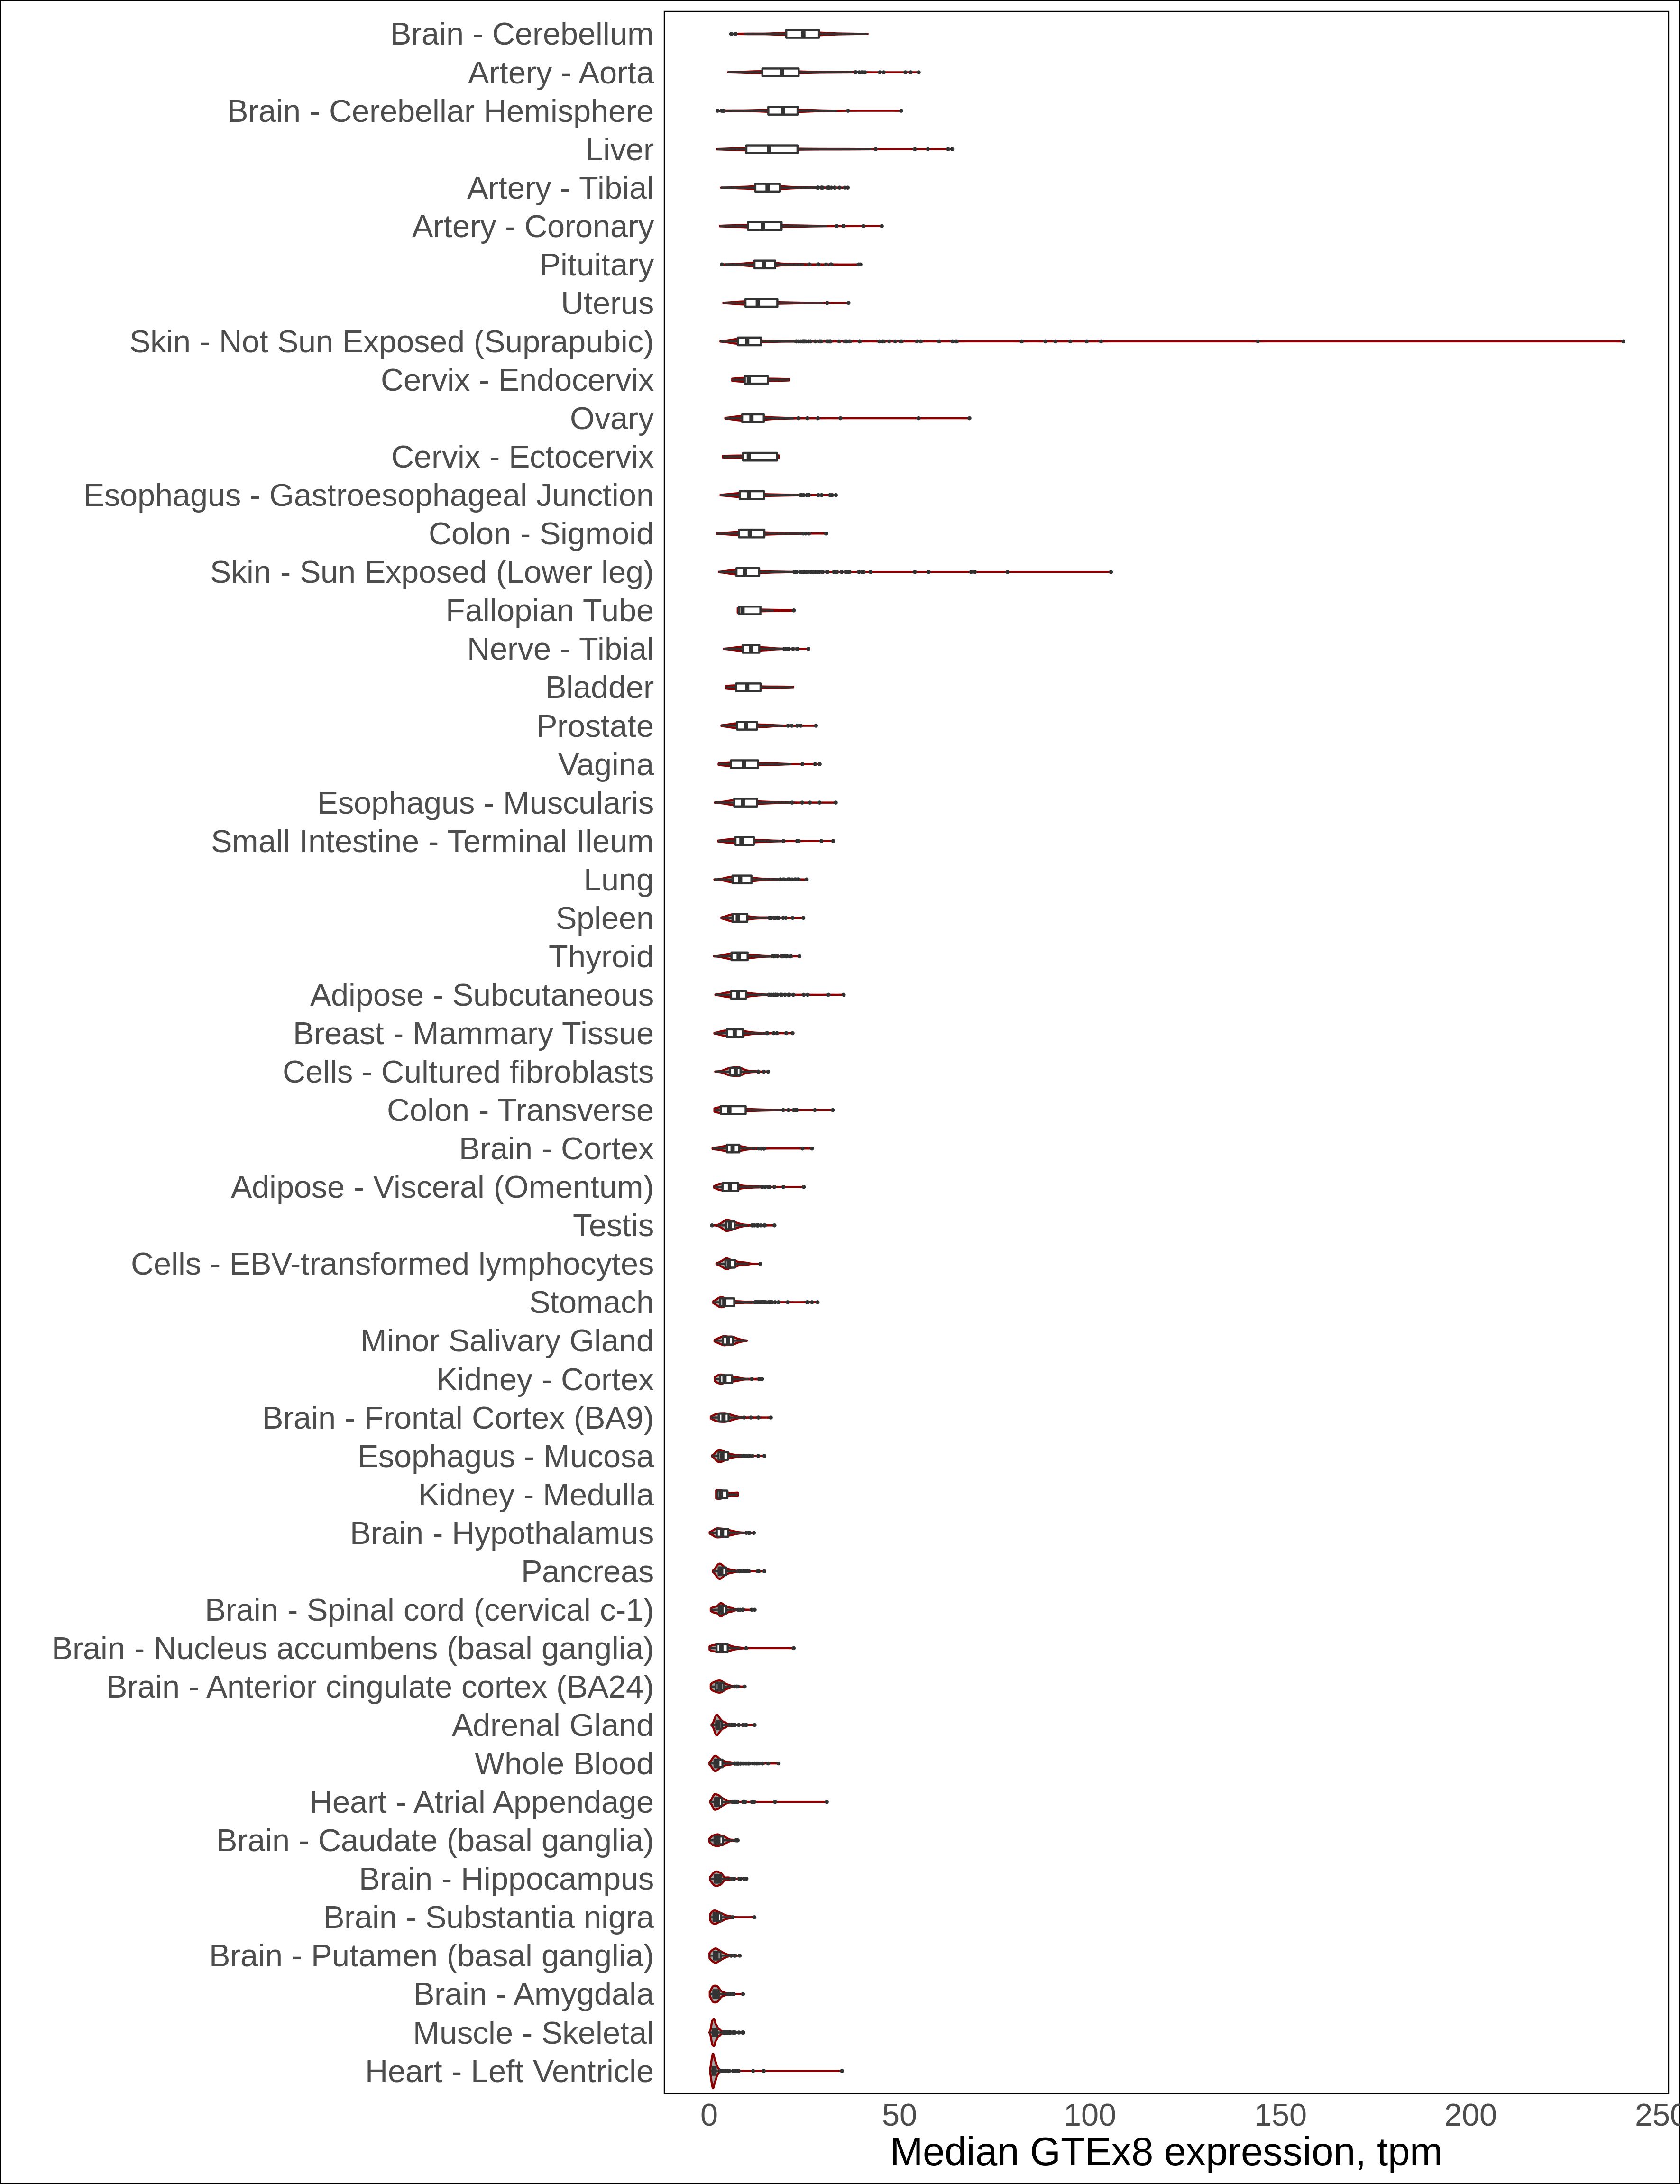 Brain - Cerebellum
Artery - Aorta
Brain - Cerebellar Hemisphere
Liver
Artery - Tibial
Artery - Coronary
Pituitary
Uterus
Skin - Not Sun Exposed (Suprapubic)
Cervix - Endocervix
Ovary
Cervix - Ectocervix
Esophagus - Gastroesophageal Junction
Colon - Sigmoid
Skin - Sun Exposed (Lower leg)
Fallopian Tube
Nerve - Tibial
Bladder
Prostate
Vagina
Esophagus - Muscularis
Small Intestine - Terminal Ileum
Lung
Spleen
Thyroid
Adipose - Subcutaneous
Breast - Mammary Tissue
Cells - Cultured fibroblasts
Colon - Transverse
Brain - Cortex
Adipose - Visceral (Omentum)
Testis
Cells - EBV-transformed lymphocytes
Stomach
Minor Salivary Gland
Kidney - Cortex
Brain - Frontal Cortex (BA9)
Esophagus - Mucosa
Kidney - Medulla
Brain - Hypothalamus
Pancreas
Brain - Spinal cord (cervical c-1)
Brain - Nucleus accumbens (basal ganglia)
Brain - Anterior cingulate cortex (BA24)
Adrenal Gland
Whole Blood
Heart - Atrial Appendage
Brain - Caudate (basal ganglia)
Brain - Hippocampus
Brain - Substantia nigra
Brain - Putamen (basal ganglia)
Brain - Amygdala
Muscle - Skeletal
Heart - Left Ventricle
0 50 100 150 200 250
Median GTEx8 expression, tpm